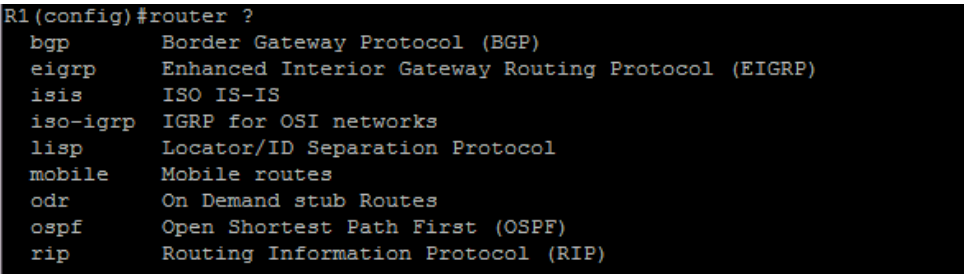 R1(config)#router ?
bgp Border Gateway Protocol (BGP)
eigrp Enhanced Interior Gateway Routing Protocol (EIGRP)
isis ISO IS-IS
iso-igrp IGRP for OSI networks
lisp Locator/ID Separation Protocol
mobile Mobile routes
odr On Demand stub Routes
ospf Open Shortest Path First (OSPF)
rip Routing Information Protocol (RIP)